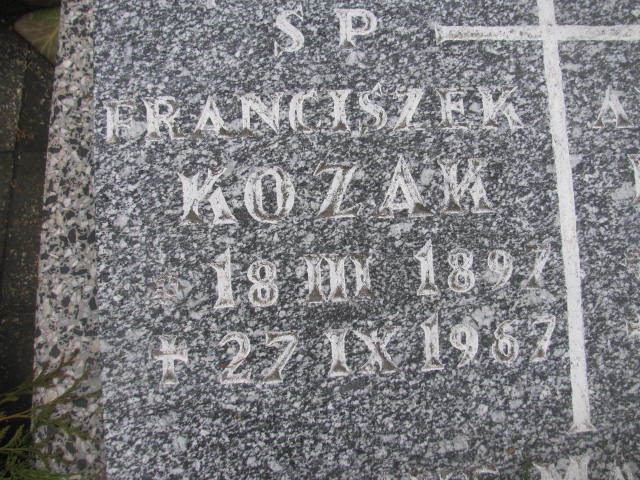 SP
FRANCISZEK
KOZAK
* 18 III 1897
✝ 27 IX 1967